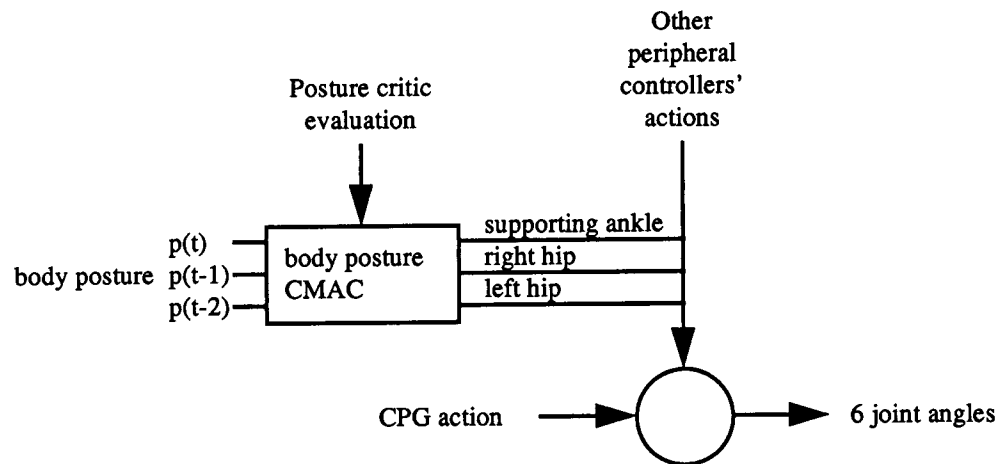 Other
peripheral
controllers'
actions
Posture critic
evaluation
supporting ankle
p(t)
body posture
right hip
body posture
p(t-1)
CMAC
left hip
p(t-2)
CPG action
6 joint angles